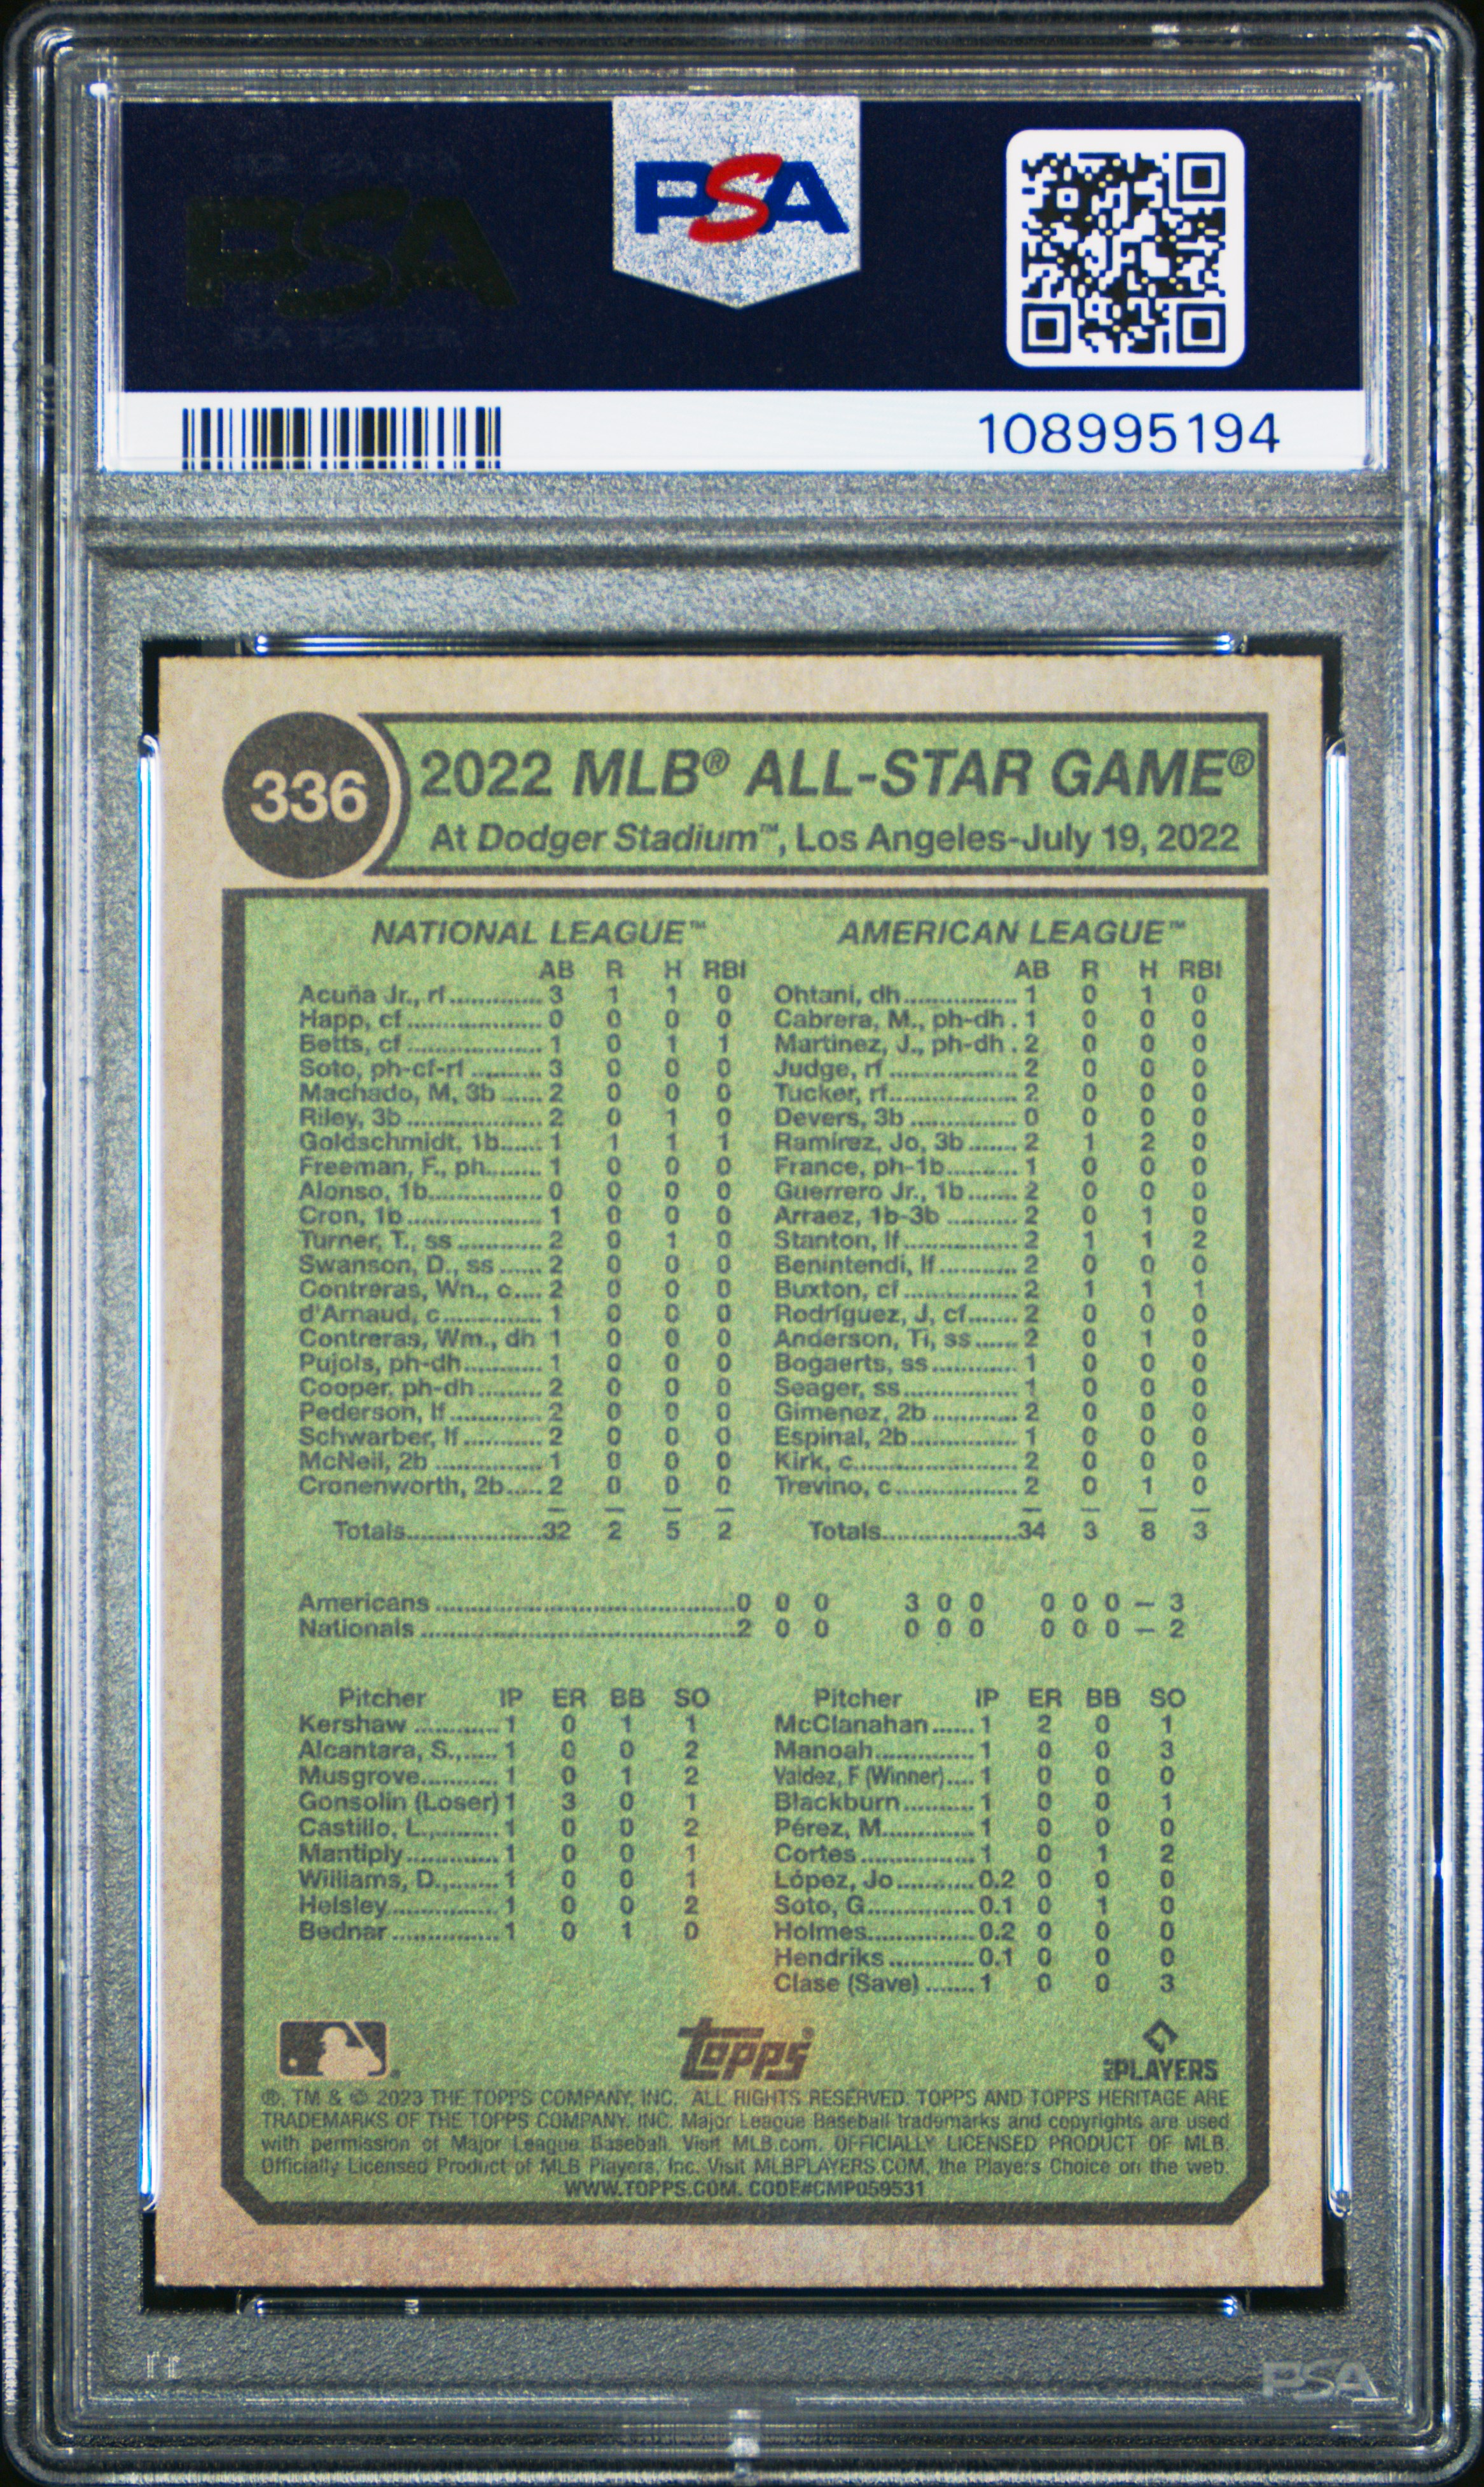 PSA
PSA
108995194
336
2022 MLB® ALL-STAR GAME®
At Dodger Stadium™, Los Angeles-July 19, 2022
NATIONAL LEAGUE™
AB R H RBI
Acuña Jr., rf.............. 3 1 1 0
Happ, cf .................... 0 0 0 0
Betts, cf .................... 1 0 1 1
Soto, ph-cf-rf .......... 3 0 0 0
Machado, M, 3b ...... 2 0 0 0
Riley, 3b .................... 2 0 1 0
Goldschmidt, 1b...... 1 1 1 1
Freeman, F., ph........ 1 0 0 0
Alonso, 1b................. 0 0 0 0
Cron, 1b .................... 1 0 0 0
Turner, T., ss ............ 2 0 1 0
Swanson, D., ss ...... 2 0 0 0
Contreras, Wn., c.... 2 0 0 0
d'Arnaud, c............... 1 0 0 0
Contreras, Wm., dh 1 0 0 0
Pujols, ph-dh............ 1 0 0 0
Cooper, ph-dh ......... 2 0 0 0
Pederson, lf .............. 2 0 0 0
Schwarber, lf ............ 2 0 0 0
McNeil, 2b ................ 1 0 0 0
Cronenworth, 2b..... 2 0 0 0
Totals.....................32 2 5 2
AMERICAN LEAGUE™
AB R H RBI
Ohtani, dh ................. 1 0 1 0
Cabrera, M., ph-dh . 1 0 0 0
Martinez, J., ph-dh . 2 0 0 0
Judge, rf ................... 2 0 0 0
Tucker, rf................... 2 0 0 0
Devers, 3b ................ 0 0 0 0
Ramírez, Jo, 3b ....... 2 1 2 0
France, ph-1b........... 1 0 0 0
Guerrero Jr., 1b ....... 2 0 0 0
Arraez, 1b-3b .......... 2 0 1 0
Stanton, lf................. 2 1 1 2
Benintendi, lf ........... 2 0 0 0
Buxton, cf ................. 2 1 1 1
Rodríguez, J, cf....... 2 0 0 0
Anderson, Ti, ss ...... 2 0 1 0
Bogaerts, ss ............. 1 0 0 0
Seager, ss................. 1 0 0 0
Gimenez, 2b ............ 2 0 0 0
Espinal, 2b................ 1 0 0 0
Kirk, c........................ 2 0 0 0
Trevino, c .................. 2 0 1 0
Totals.....................34 3 8 3
Americans .............................................0 0 0 3 0 0 0 0 0 – 3
Nationals ...............................................2 0 0 0 0 0 0 0 0 – 2
Pitcher IP ER BB SO
Kershaw ............ 1 0 1 1
Alcantara, S.,..... 1 0 0 2
Musgrove........... 1 0 1 2
Gonsolin (Loser) 1 3 0 1
Castillo, L.,......... 1 0 0 2
Mantiply............. 1 0 0 1
Williams, D.,....... 1 0 0 1
Helsley............... 1 0 0 2
Bednar ............... 1 0 1 0
Pitcher IP ER BB SO
McClanahan...... 1 2 0 1
Manoah.............. 1 0 0 3
Valdez, F (Winner).... 1 0 0 0
Blackburn.......... 1 0 0 1
Pérez, M............. 1 0 0 0
Cortes ................ 1 0 1 2
López, Jo ........... 0.2 0 0 0
Soto, G............... 0.1 0 1 0
Holmes............... 0.2 0 0 0
Hendriks ............ 0.1 0 0 0
Clase (Save) ....... 1 0 0 3
topps
PLAYERS
®, TM & © 2023 THE TOPPS COMPANY, INC. ALL RIGHTS RESERVED. TOPPS AND TOPPS HERITAGE ARE
TRADEMARKS OF THE TOPPS COMPANY, INC. Major League Baseball trademarks and copyrights are used
with permission of Major League Baseball. Visit MLB.com. OFFICIALLY LICENSED PRODUCT OF MLB.
Officially Licensed Product of MLB Players, Inc. Visit MLBPLAYERS.COM, the Players Choice on the web.
WWW.TOPPS.COM. CODE#CMP059531
PSA